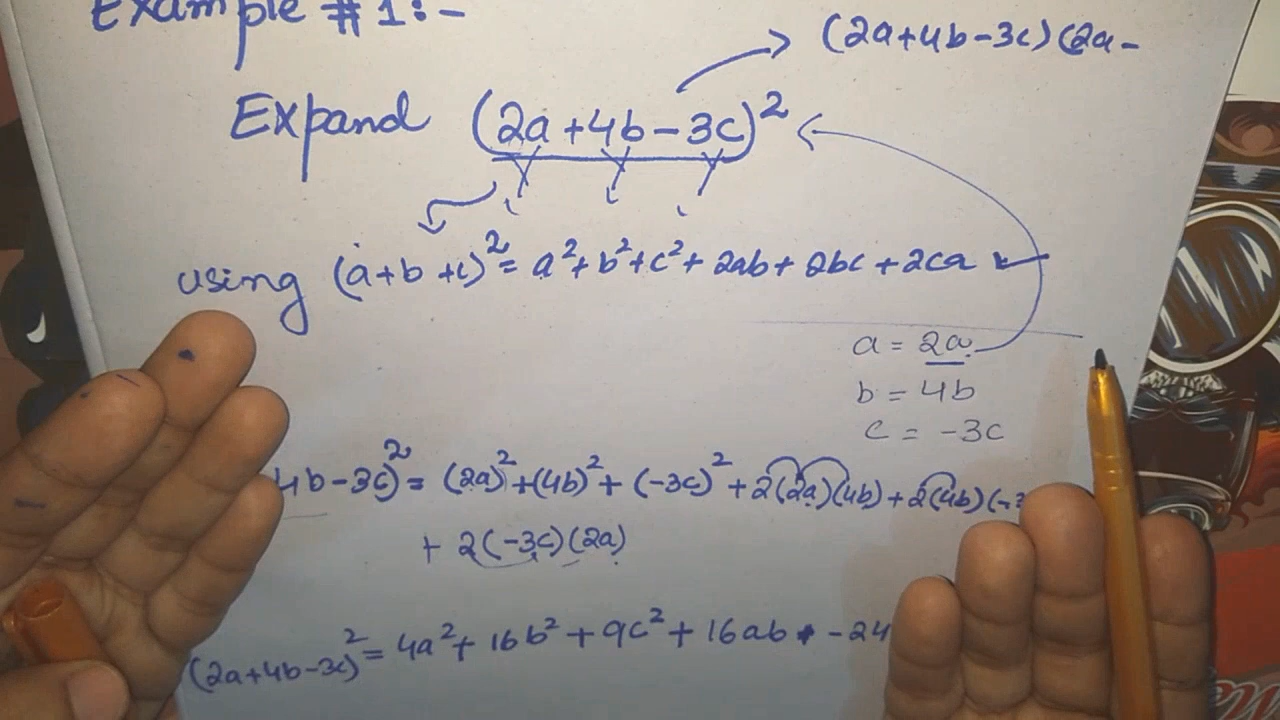 Example #1:-
(2a+4b-3c)(2a-
Expand (2a+4b-3c)²
using (a+b+c)² = a²+b²+c²+2ab+2bc+2ca
a = 2a
b = 4b
c = -3c
4b-3c)² = (2a)²+(4b)²+(-3c)²+2(2a)(4b)+2(4b)(-3
+ 2(-3c)(2a)
(2a+4b-3c)² = 4a²+16b²+9c²+16ab-24